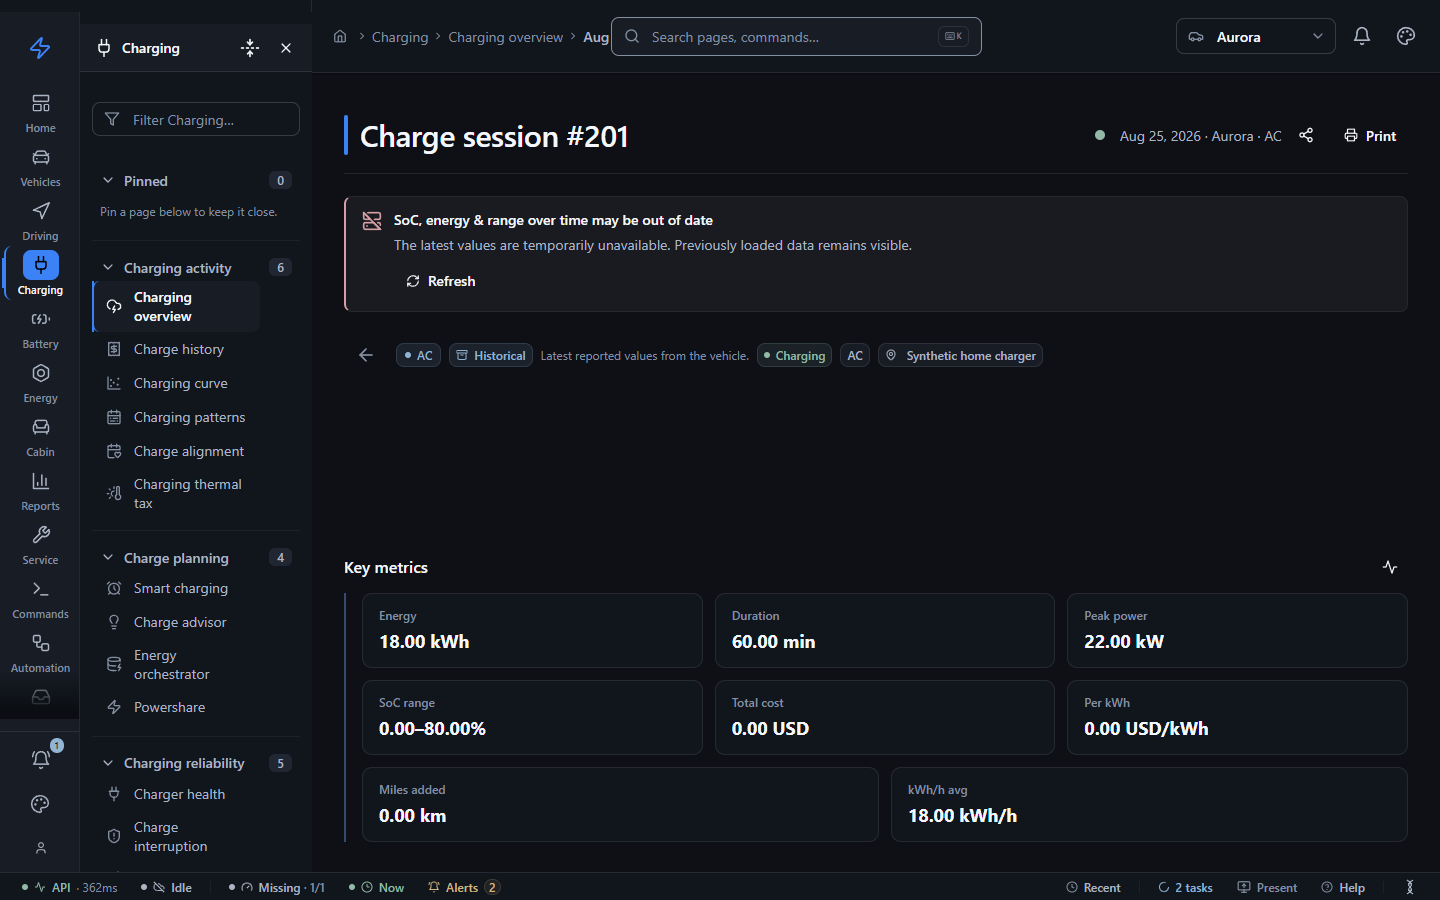 Charging
Charging
Charging overview
Aug
Search pages, commands...
K
Aurora
Home
Vehicles
Driving
Charging
Battery
Energy
Cabin
Reports
Service
Commands
Automation
1
Filter Charging...
Pinned
0
Pin a page below to keep it close.
Charging activity
6
Charging
overview
Charge history
Charging curve
Charging patterns
Charge alignment
Charging thermal
tax
Charge planning
4
Smart charging
Charge advisor
Energy
orchestrator
Powershare
Charging reliability
5
Charger health
Charge
interruption
Charge session #201
Aug 25, 2026 · Aurora · AC
Print
SoC, energy & range over time may be out of date
The latest values are temporarily unavailable. Previously loaded data remains visible.
Refresh
AC
Historical
Latest reported values from the vehicle.
Charging
AC
Synthetic home charger
Key metrics
Energy
18.00 kWh
Duration
60.00 min
Peak power
22.00 kW
SoC range
0.00–80.00%
Total cost
0.00 USD
Per kWh
0.00 USD/kWh
Miles added
0.00 km
kWh/h avg
18.00 kWh/h
API · 362ms
Idle
Missing · 1/1
Now
Alerts 2
Recent
2 tasks
Present
Help